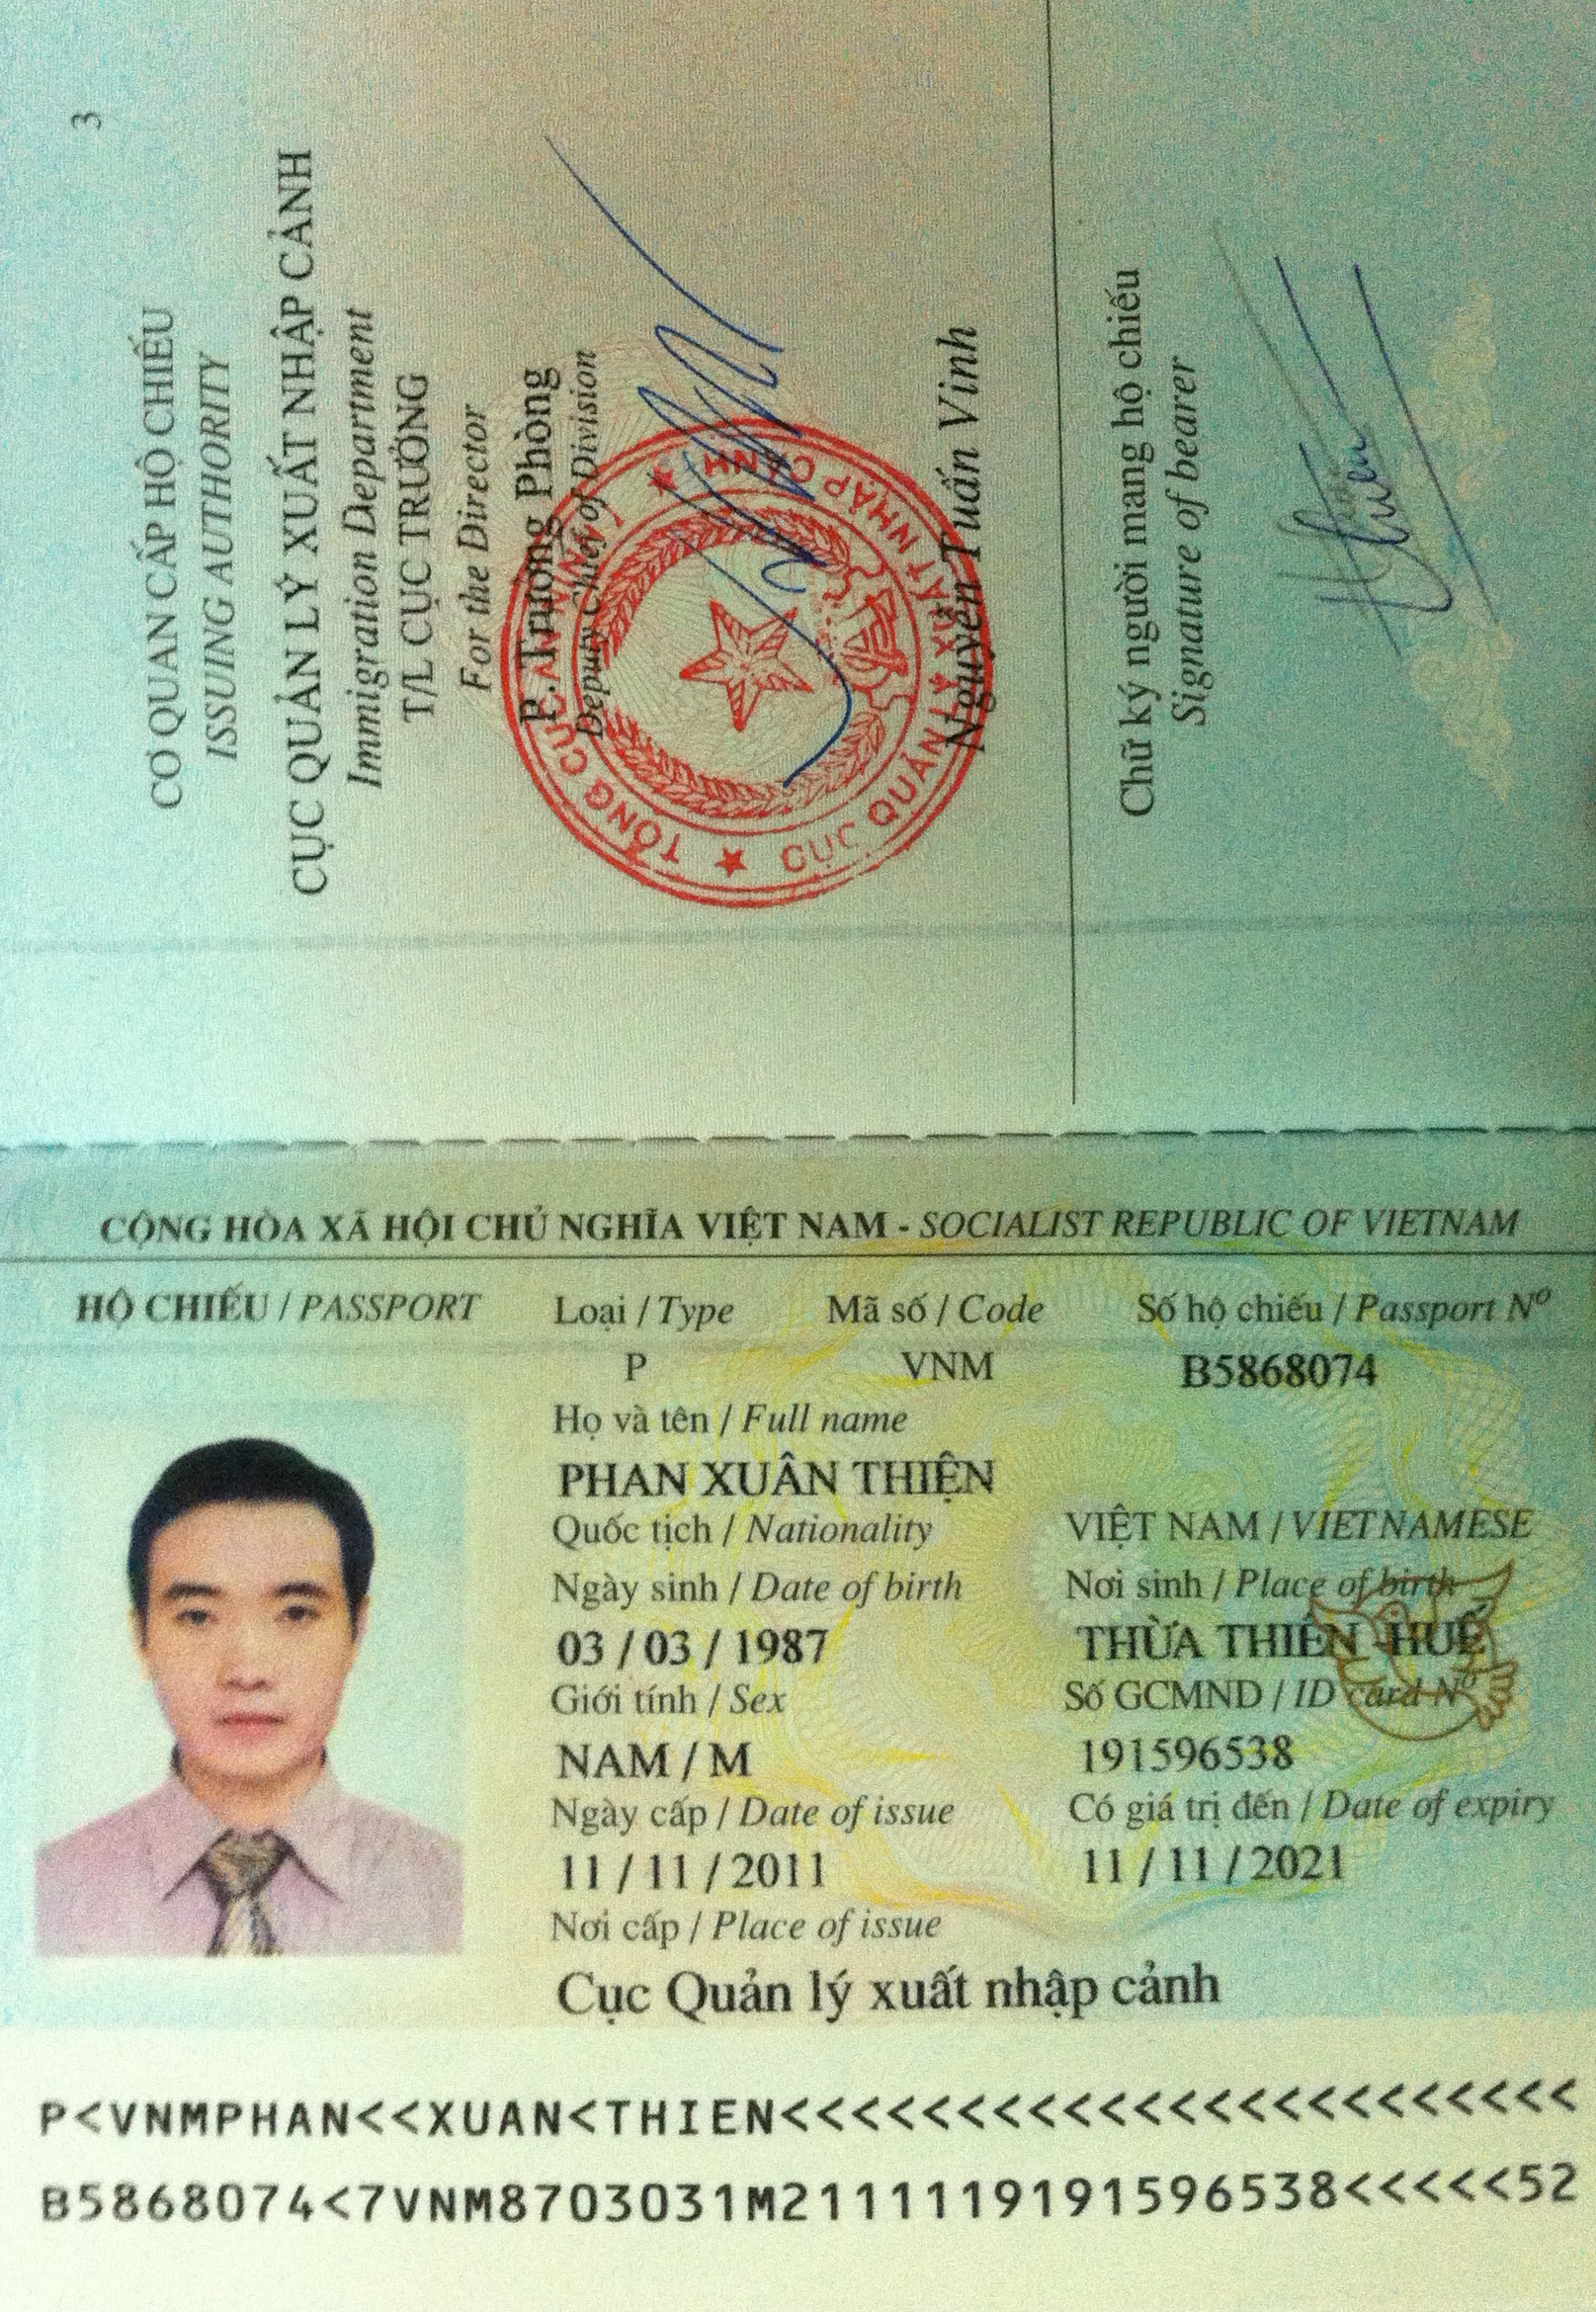 3
CƠ QUAN CẤP HỘ CHIẾU
ISSUING AUTHORITY
CỤC QUẢN LÝ XUẤT NHẬP CẢNH
Immigration Department
T/L CỤC TRƯỞNG
For the Director
P. Trưởng Phòng
Deputy Chief of Division
TỔNG CỤC AN NINH I
★ CỤC QUẢN LÝ XUẤT NHẬP CẢNH ★
Nguyễn Tuấn Vinh
Chữ ký người mang hộ chiếu
Signature of bearer
CỘNG HÒA XÃ HỘI CHỦ NGHĨA VIỆT NAM - SOCIALIST REPUBLIC OF VIETNAM
HỘ CHIẾU / PASSPORT Loại / Type Mã số / Code Số hộ chiếu / Passport Nº
P VNM B5868074
Họ và tên / Full name
PHAN XUÂN THIỆN
Quốc tịch / Nationality VIỆT NAM / VIETNAMESE
Ngày sinh / Date of birth Nơi sinh / Place of birth
03 / 03 / 1987 THỪA THIÊN -HUẾ
Giới tính / Sex Số GCMND / ID card Nº
NAM / M 191596538
Ngày cấp / Date of issue Có giá trị đến / Date of expiry
11 / 11 / 2011 11 / 11 / 2021
Nơi cấp / Place of issue
Cục Quản lý xuất nhập cảnh
P<VNMPHAN<<XUAN<THIEN<<<<<<<<<<<<<<<<<<<<<<<
B5868074<7VNM8703031M2111119191596538<<<<<52